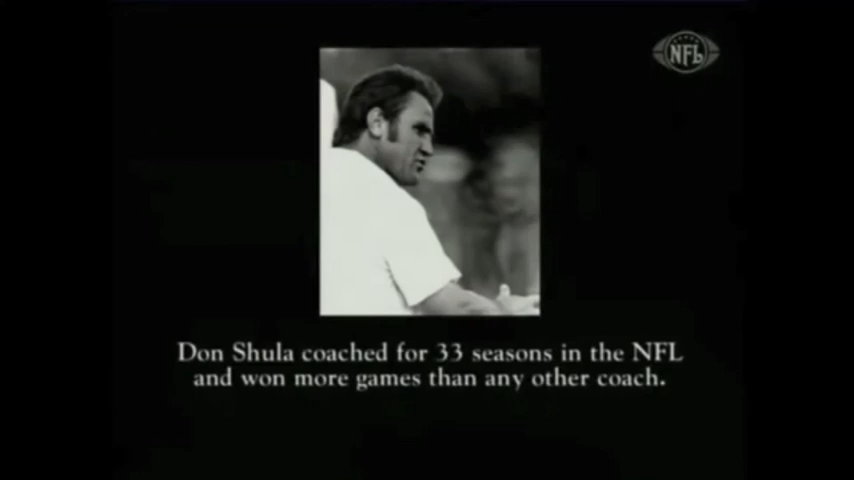 NFL
Don Shula coached for 33 seasons in the NFL
and won more games than any other coach.